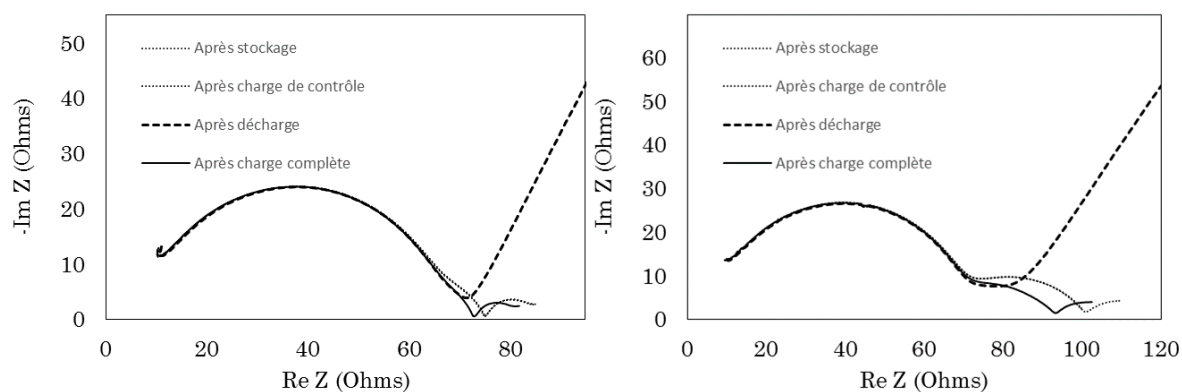 -Im Z (Ohms)
50
40
30
20
10
0
Après stockage
Après charge de contrôle
Après décharge
Après charge complète
0 20 40 60 80
Re Z (Ohms)
-Im Z (Ohms)
60
50
40
30
20
10
0
Après stockage
Après charge de contrôle
Après décharge
Après charge complète
0 20 40 60 80 100 120
Re Z (Ohms)